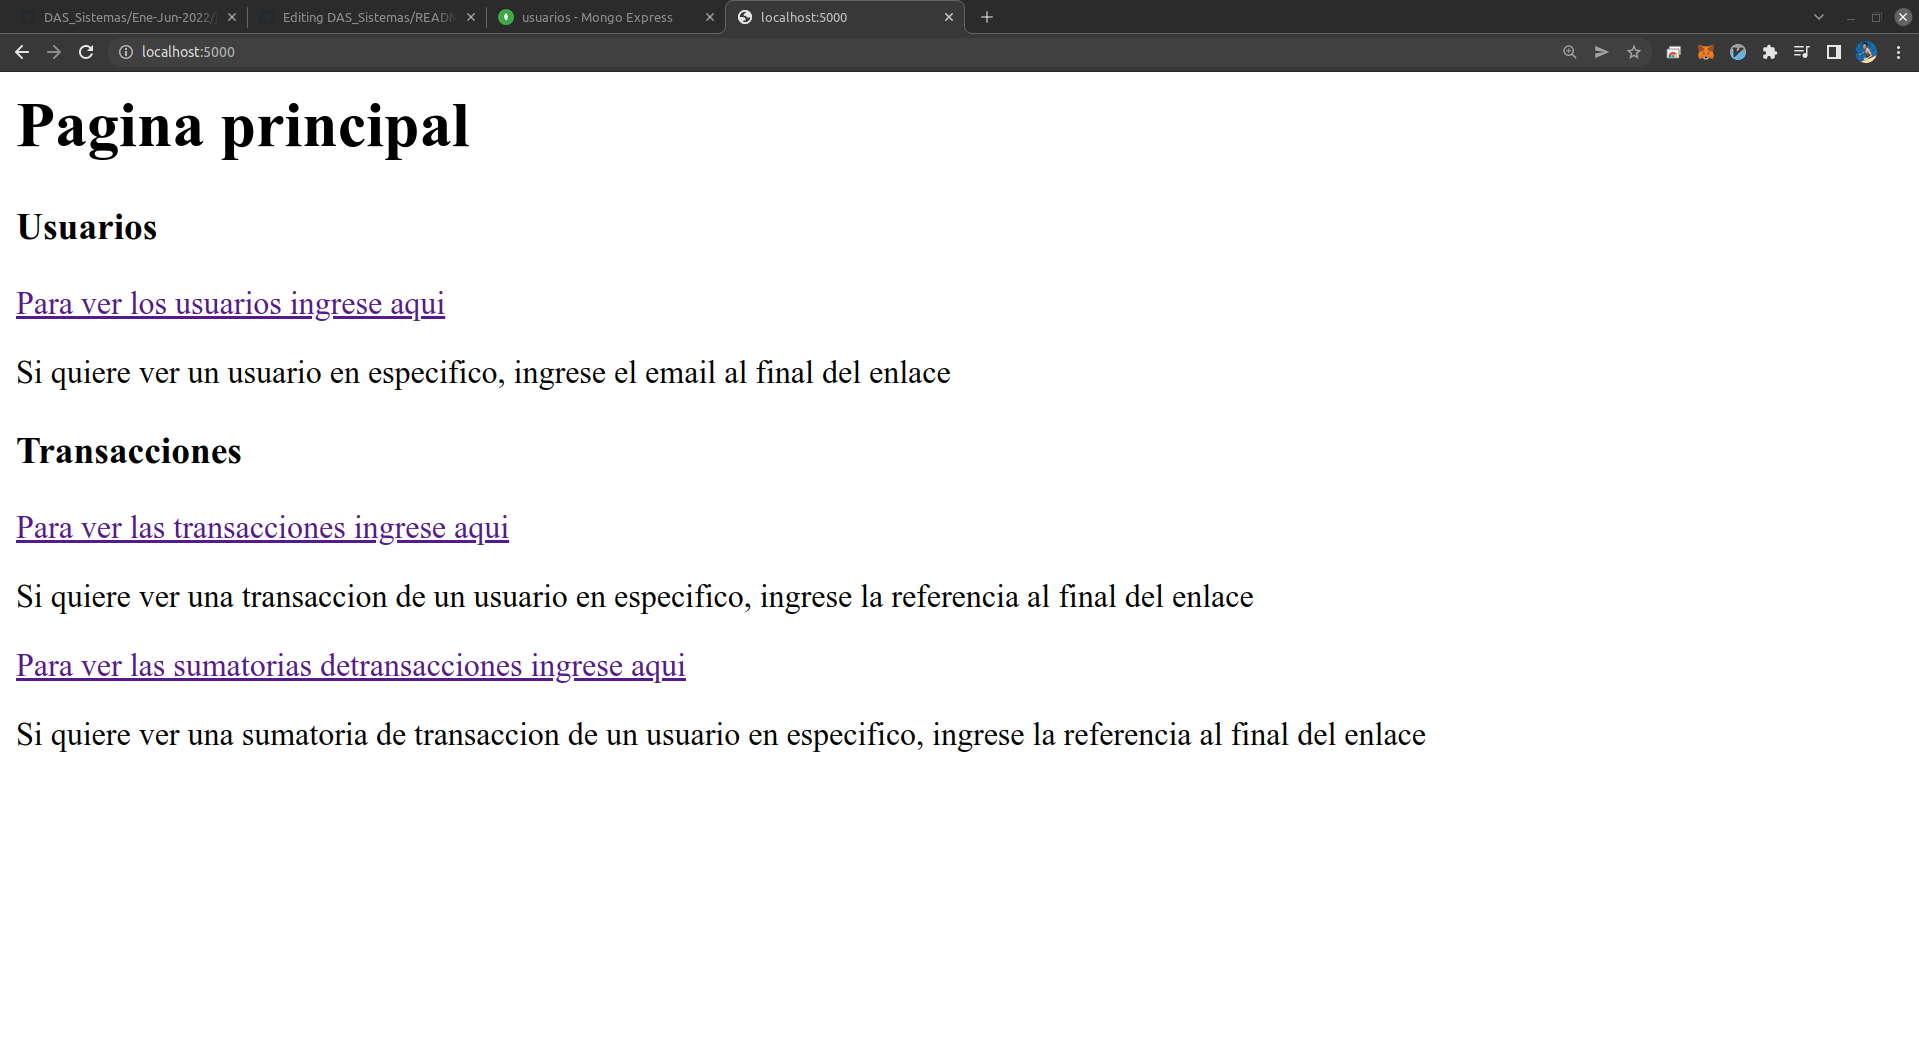 DAS_Sistemas/Ene-Jun-2022/
Editing DAS_Sistemas/READM
usuarios - Mongo Express
localhost:5000
localhost:5000
Pagina principal
Usuarios
Para ver los usuarios ingrese aqui
Si quiere ver un usuario en especifico, ingrese el email al final del enlace
Transacciones
Para ver las transacciones ingrese aqui
Si quiere ver una transaccion de un usuario en especifico, ingrese la referencia al final del enlace
Para ver las sumatorias detransacciones ingrese aqui
Si quiere ver una sumatoria de transaccion de un usuario en especifico, ingrese la referencia al final del enlace